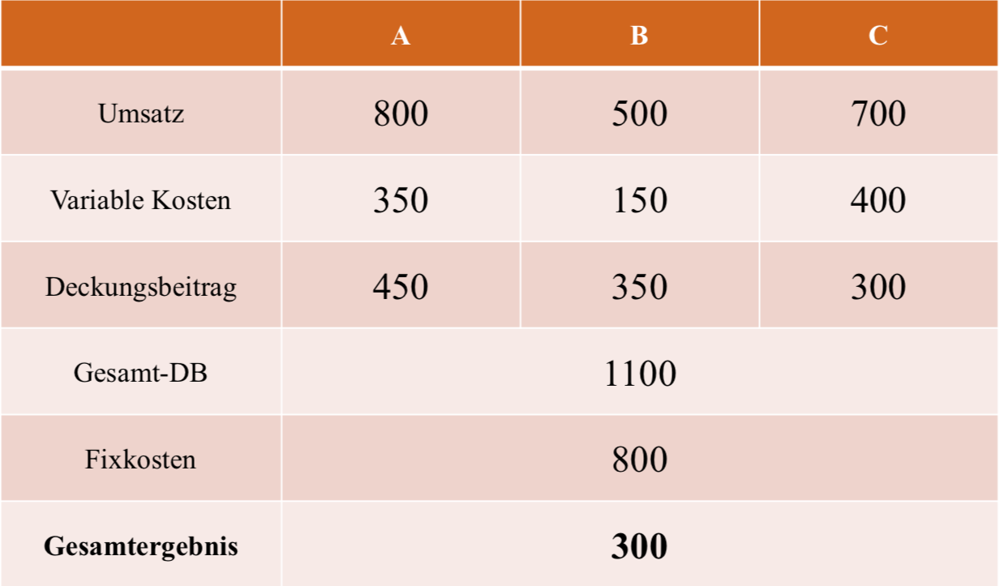 A B C
Umsatz 800 500 700
Variable Kosten 350 150 400
Deckungsbeitrag 450 350 300
Gesamt-DB 1100
Fixkosten 800
Gesamtergebnis 300